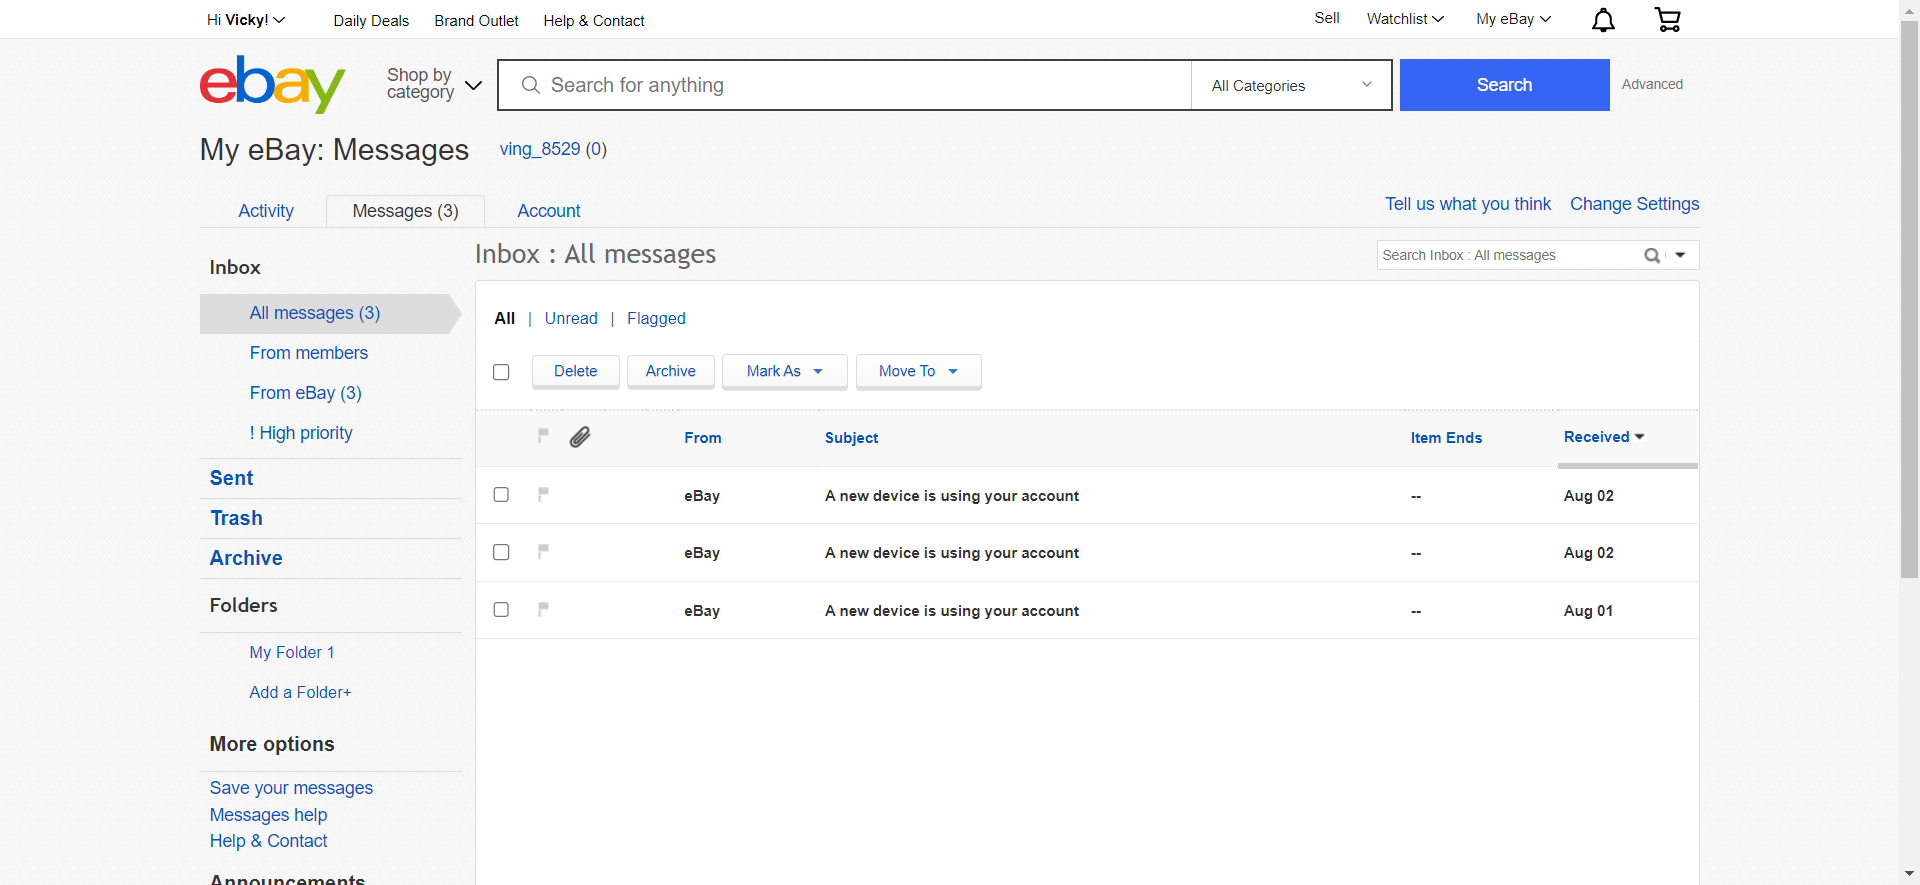 Hi Vicky!
Daily Deals
Brand Outlet
Help & Contact
Sell
Watchlist
My eBay
ebay
Shop by
category
Search for anything
All Categories
Search
Advanced
My eBay: Messages
ving_8529 (0)
Activity
Messages (3)
Account
Tell us what you think
Change Settings
Inbox
All messages (3)
From members
From eBay (3)
! High priority
Sent
Trash
Archive
Folders
My Folder 1
Add a Folder+
More options
Save your messages
Messages help
Help & Contact
Announcements
Inbox : All messages
Search Inbox : All messages
All | Unread | Flagged
Delete
Archive
Mark As
Move To
From Subject Item Ends Received
eBay A new device is using your account -- Aug 02
eBay A new device is using your account -- Aug 02
eBay A new device is using your account -- Aug 01